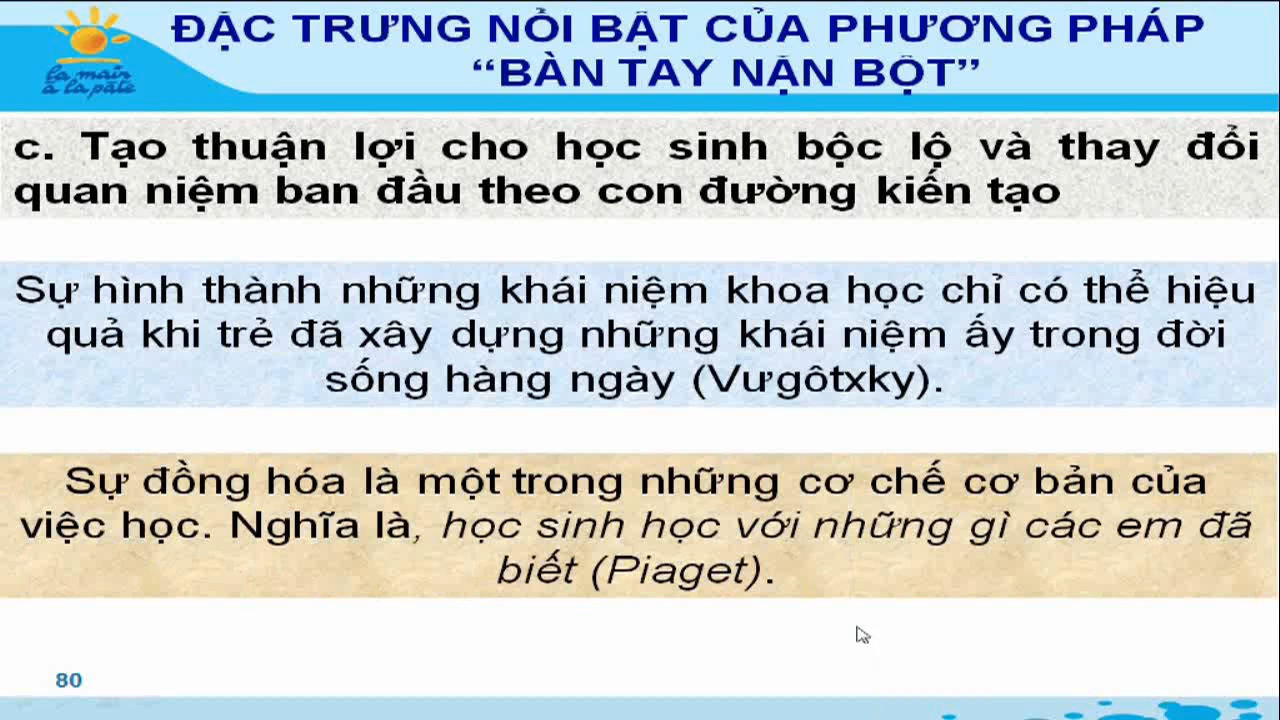 ĐẶC TRƯNG NỔI BẬT CỦA PHƯƠNG PHÁP
“BÀN TAY NẶN BỘT”
la main
à la pâte
c. Tạo thuận lợi cho học sinh bộc lộ và thay đổi
quan niệm ban đầu theo con đường kiến tạo
Sự hình thành những khái niệm khoa học chỉ có thể hiệu
quả khi trẻ đã xây dựng những khái niệm ấy trong đời
sống hàng ngày (Vưgôtxky).
Sự đồng hóa là một trong những cơ chế cơ bản của
việc học. Nghĩa là, học sinh học với những gì các em đã
biết (Piaget).
80